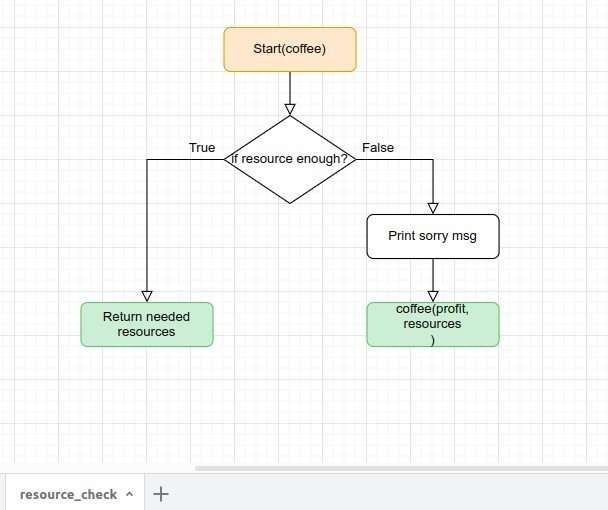 Start(coffee)
True
if resource enough?
False
Print sorry msg
Return needed
resources
coffee(profit,
resources
)
resource_check